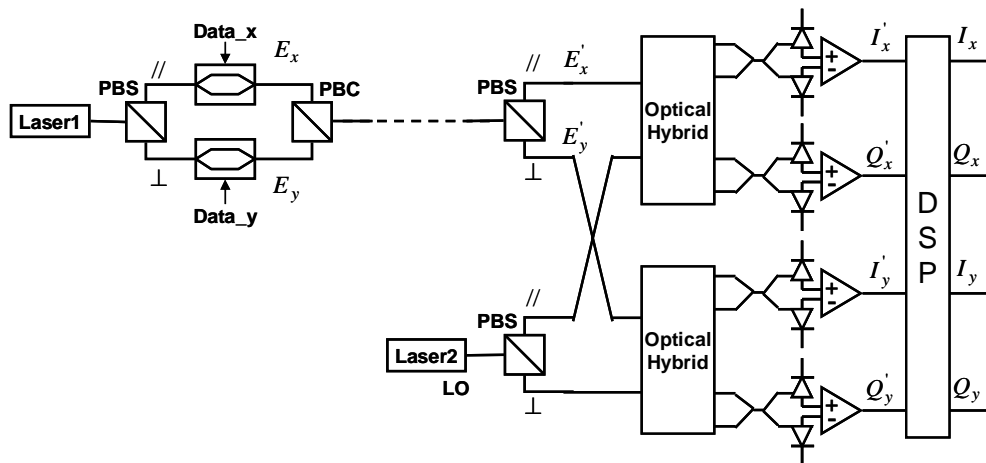 Data_x
E_x
//
PBS
PBC
Laser1
⊥
E_y
Data_y
//
E'_x
PBS
E'_y
⊥
Optical
Hybrid
+
-
I'_x
I_x
+
-
Q'_x
Q_x
D
S
P
//
PBS
Laser2
LO
⊥
Optical
Hybrid
+
-
I'_y
I_y
+
-
Q'_y
Q_y